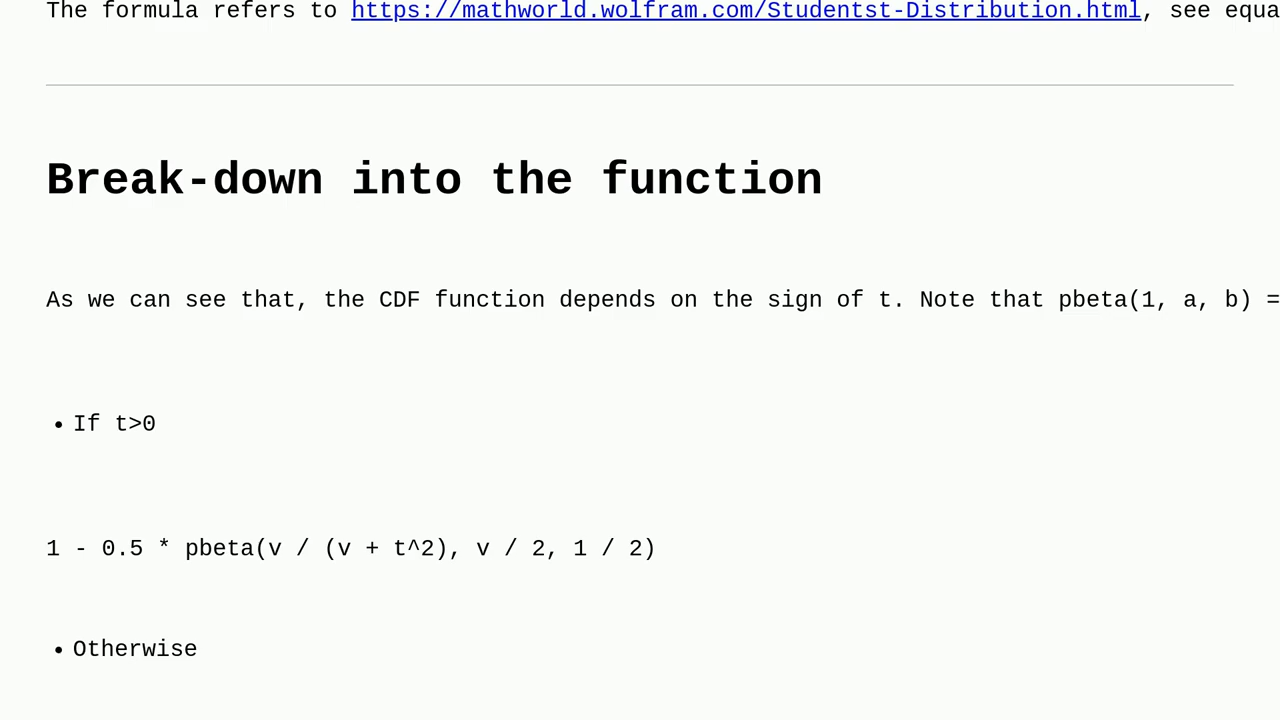 The formula refers to https://mathworld.wolfram.com/Studentst-Distribution.html, see equa
Break-down into the function
As we can see that, the CDF function depends on the sign of t. Note that pbeta(1, a, b) =
• If t>0
1 - 0.5 * pbeta(v / (v + t^2), v / 2, 1 / 2)
• Otherwise